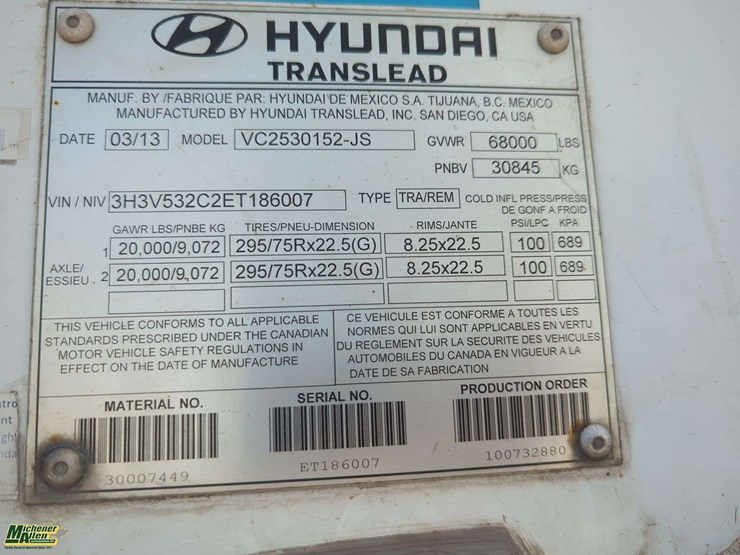 HYUNDAI
TRANSLEAD
MANUF. BY /FABRIQUE PAR: HYUNDAI DE MEXICO S.A. TIJUANA, B.C. MEXICO
MANUFACTURED BY HYUNDAI TRANSLEAD, INC. SAN DIEGO, CA USA
DATE 03/13 MODEL VC2530152-JS GVWR 68000 LBS
PNBV 30845 KG
VIN / NIV 3H3V532C2ET186007 TYPE TRA/REM COLD INFL PRESS/PRESS
DE GONF A FROID
GAWR LBS/PNBE KG TIRES/PNEU-DIMENSION RIMS/JANTE PSI/LPC KPA
1 20,000/9,072 295/75Rx22.5(G) 8.25x22.5 100 689
AXLE/
ESSIEU 2 20,000/9,072 295/75Rx22.5(G) 8.25x22.5 100 689
THIS VEHICLE CONFORMS TO ALL APPLICABLE
STANDARDS PRESCRIBED UNDER THE CANADIAN
MOTOR VEHICLE SAFETY REGULATIONS IN
EFFECT ON THE DATE OF MANUFACTURE
CE VEHICULE EST CONFORME A TOUTES LES
NORMES QUI LUI SONT APPLICABLES EN VERTU
DU REGLEMENT SUR LA SECURITE DES VEHICULES
AUTOMOBILES DU CANADA EN VIGUEUR A LA
DATE DE SA FABRICATION
MATERIAL NO.
30007449
SERIAL NO.
ET186007
PRODUCTION ORDER
100732880
Michener
Allen